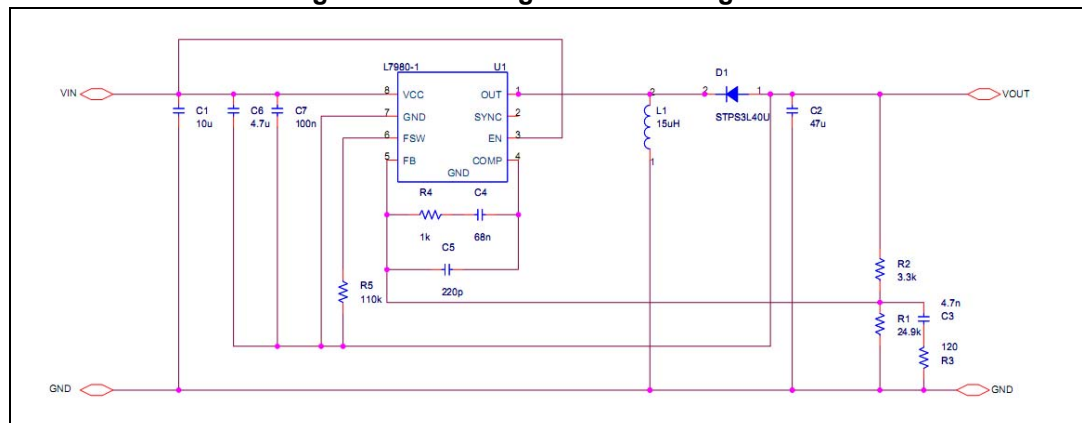 L7980-1 U1
D1
VIN
C1
10u
C6
4.7u
C7
100n
8 VCC OUT 1
7 GND SYNC 2
6 FSW EN 3
5 FB COMP 4
GND
2
L1
15uH
1
2 1
STPS3L40U
C2
47u
VOUT
R4 C4
1k 68n
C5
220p
R5
110k
R2
3.3k
4.7n
C3
R1
24.9k
120
R3
GND
GND